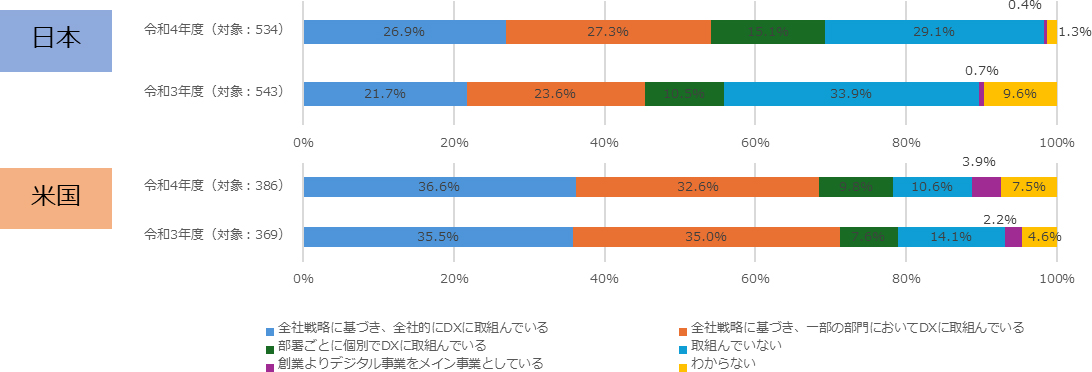 0.4%
日本
令和4年度（対象：534）
26.9%
27.3%
15.1%
29.1%
1.3%
0.7%
令和3年度（対象：543）
21.7%
23.6%
10.5%
33.9%
9.6%
0% 20% 40% 60% 80% 100%
3.9%
米国
令和4年度（対象：386）
36.6%
32.6%
9.8%
10.6%
7.5%
2.2%
令和3年度（対象：369）
35.5%
35.0%
7.6%
14.1%
4.6%
0% 20% 40% 60% 80% 100%
全社戦略に基づき、全社的にDXに取組んでいる
全社戦略に基づき、一部の部門においてDXに取組んでいる
部署ごとに個別でDXに取組んでいる
取組んでいない
創業よりデジタル事業をメイン事業としている
わからない